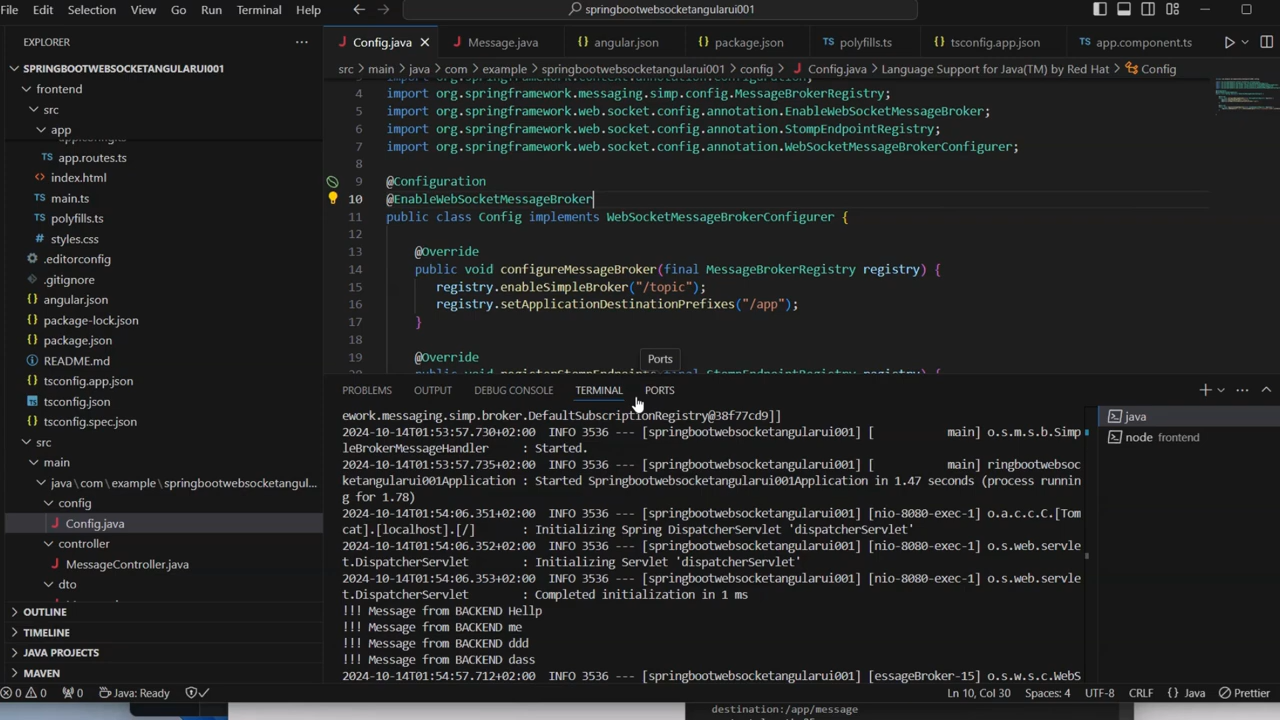 File Edit Selection View Go Run Terminal Help
springbootwebsocketangularui001
EXPLORER
SPRINGBOOTWEBSOCKETANGULARUI001
frontend
src
app
app.routes.ts
index.html
main.ts
polyfills.ts
styles.css
.editorconfig
.gitignore
angular.json
package-lock.json
package.json
README.md
tsconfig.app.json
tsconfig.json
tsconfig.spec.json
src
main
java\com\example\springbootwebsocketangul...
config
Config.java
controller
MessageController.java
dto
OUTLINE
TIMELINE
JAVA PROJECTS
MAVEN
Config.java Message.java angular.json package.json polyfills.ts tsconfig.app.json app.component.ts
src > main > java > com > example > springbootwebsocketangularui001 > config > Config.java > Language Support for Java(TM) by Red Hat > Config
4 import org.springframework.messaging.simp.config.MessageBrokerRegistry;
5 import org.springframework.web.socket.config.annotation.EnableWebSocketMessageBroker;
6 import org.springframework.web.socket.config.annotation.StompEndpointRegistry;
7 import org.springframework.web.socket.config.annotation.WebSocketMessageBrokerConfigurer;
8
9 @Configuration
10 @EnableWebSocketMessageBroker
11 public class Config implements WebSocketMessageBrokerConfigurer {
12
13 @Override
14 public void configureMessageBroker(final MessageBrokerRegistry registry) {
15 registry.enableSimpleBroker("/topic");
16 registry.setApplicationDestinationPrefixes("/app");
17 }
18
19 @Override
Ports
PROBLEMS OUTPUT DEBUG CONSOLE TERMINAL PORTS
ework.messaging.simp.broker.DefaultSubscriptionRegistry@38f77cd9]]
2024-10-14T01:53:57.730+02:00 INFO 3536 --- [springbootwebsocketangularui001] [ main] o.s.m.s.b.Simp
leBrokerMessageHandler : Started.
2024-10-14T01:53:57.735+02:00 INFO 3536 --- [springbootwebsocketangularui001] [ main] ringbootwebsoc
ketangularui001Application : Started Springbootwebsocketangularui001Application in 1.47 seconds (process runnin
g for 1.78)
2024-10-14T01:54:06.351+02:00 INFO 3536 --- [springbootwebsocketangularui001] [nio-8080-exec-1] o.a.c.c.C.[Tom
cat].[localhost].[/] : Initializing Spring DispatcherServlet 'dispatcherServlet'
2024-10-14T01:54:06.352+02:00 INFO 3536 --- [springbootwebsocketangularui001] [nio-8080-exec-1] o.s.web.servle
t.DispatcherServlet : Initializing Servlet 'dispatcherServlet'
2024-10-14T01:54:06.353+02:00 INFO 3536 --- [springbootwebsocketangularui001] [nio-8080-exec-1] o.s.web.servle
t.DispatcherServlet : Completed initialization in 1 ms
!!! Message from BACKEND Hellp
!!! Message from BACKEND me
!!! Message from BACKEND ddd
!!! Message from BACKEND dass
2024-10-14T01:54:57.712+02:00 INFO 3536 --- [springbootwebsocketangularui001] [essageBroker-15] o.s.w.s.c.WebS
java
node frontend
0 0 0 Java: Ready
Ln 10, Col 30 Spaces: 4 UTF-8 CRLF {} Java Prettier
destination:/app/message